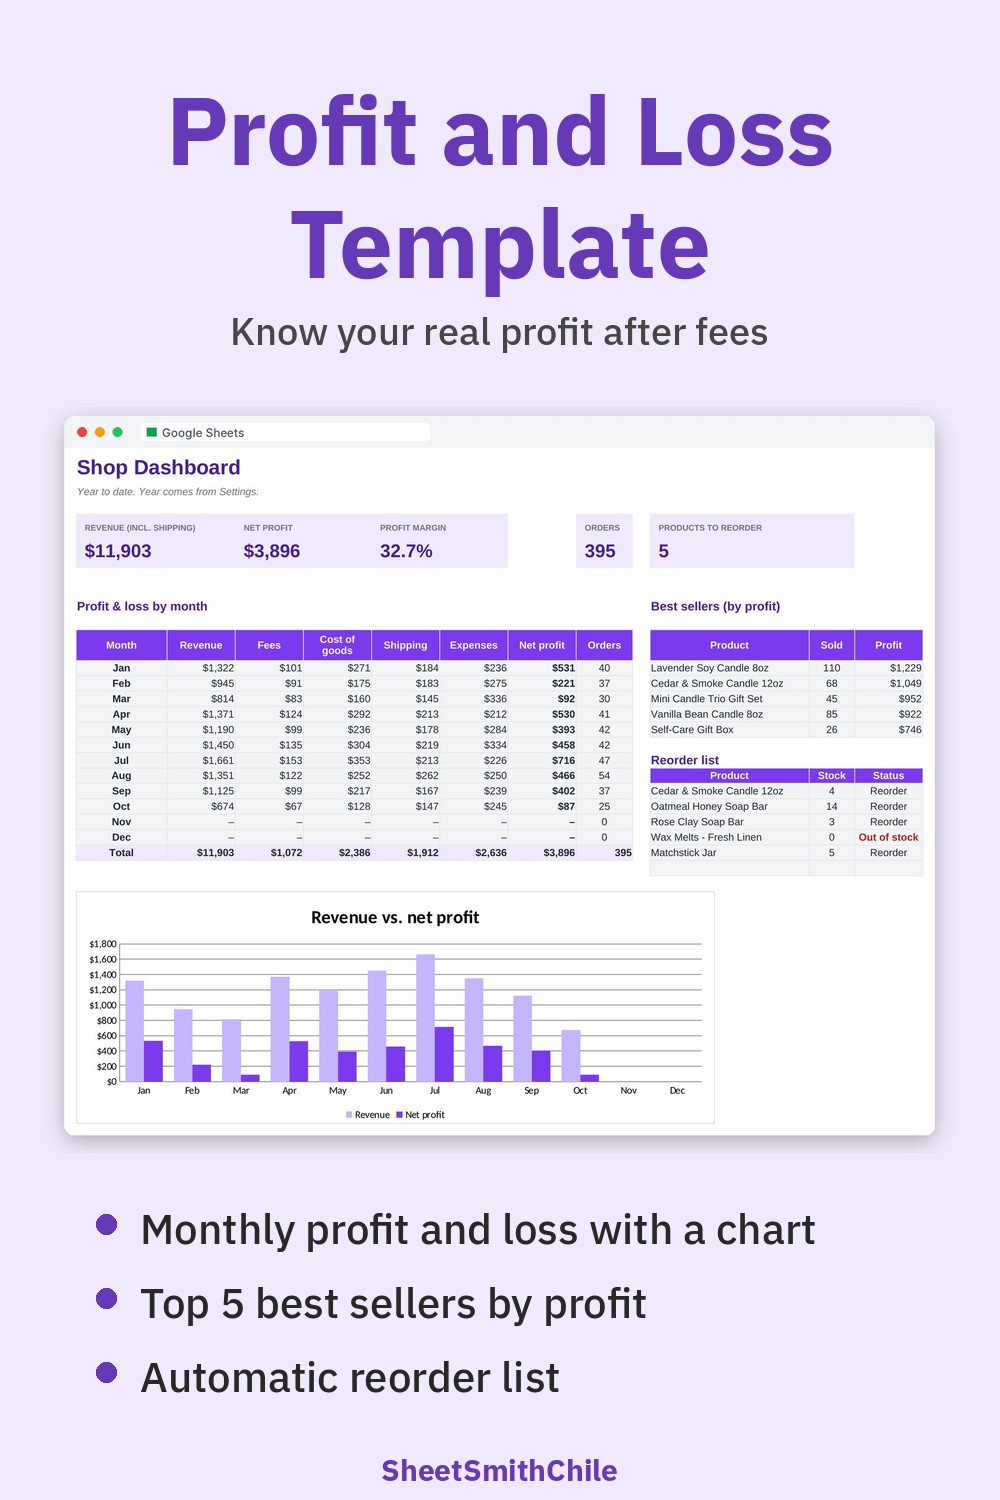 Profit and Loss
Template
Know your real profit after fees
Google Sheets
Shop Dashboard
Year to date. Year comes from Settings.
REVENUE (INCL. SHIPPING) NET PROFIT PROFIT MARGIN ORDERS PRODUCTS TO REORDER
$11,903 $3,896 32.7% 395 5
Profit & loss by month
Month Revenue Fees Cost of goods Shipping Expenses Net profit Orders
Jan $1,322 $101 $271 $184 $236 $531 40
Feb $945 $91 $175 $183 $275 $221 37
Mar $814 $83 $160 $145 $336 $92 30
Apr $1,371 $124 $292 $213 $212 $530 41
May $1,190 $99 $236 $178 $284 $393 42
Jun $1,450 $135 $304 $219 $334 $458 42
Jul $1,661 $153 $353 $213 $226 $716 47
Aug $1,351 $122 $252 $262 $250 $466 54
Sep $1,125 $99 $217 $167 $239 $402 37
Oct $674 $67 $128 $147 $245 $87 25
Nov – – – – – – 0
Dec – – – – – – 0
Total $11,903 $1,072 $2,386 $1,912 $2,636 $3,896 395
Best sellers (by profit)
Product Sold Profit
Lavender Soy Candle 8oz 110 $1,229
Cedar & Smoke Candle 12oz 68 $1,049
Mini Candle Trio Gift Set 45 $952
Vanilla Bean Candle 8oz 85 $922
Self-Care Gift Box 26 $746
Reorder list
Product Stock Status
Cedar & Smoke Candle 12oz 4 Reorder
Oatmeal Honey Soap Bar 14 Reorder
Rose Clay Soap Bar 3 Reorder
Wax Melts - Fresh Linen 0 Out of stock
Matchstick Jar 5 Reorder
Revenue vs. net profit
$1,800
$1,600
$1,400
$1,200
$1,000
$800
$600
$400
$200
$0
Jan Feb Mar Apr May Jun Jul Aug Sep Oct Nov Dec
Revenue Net profit
Monthly profit and loss with a chart
Top 5 best sellers by profit
Automatic reorder list
SheetSmithChile